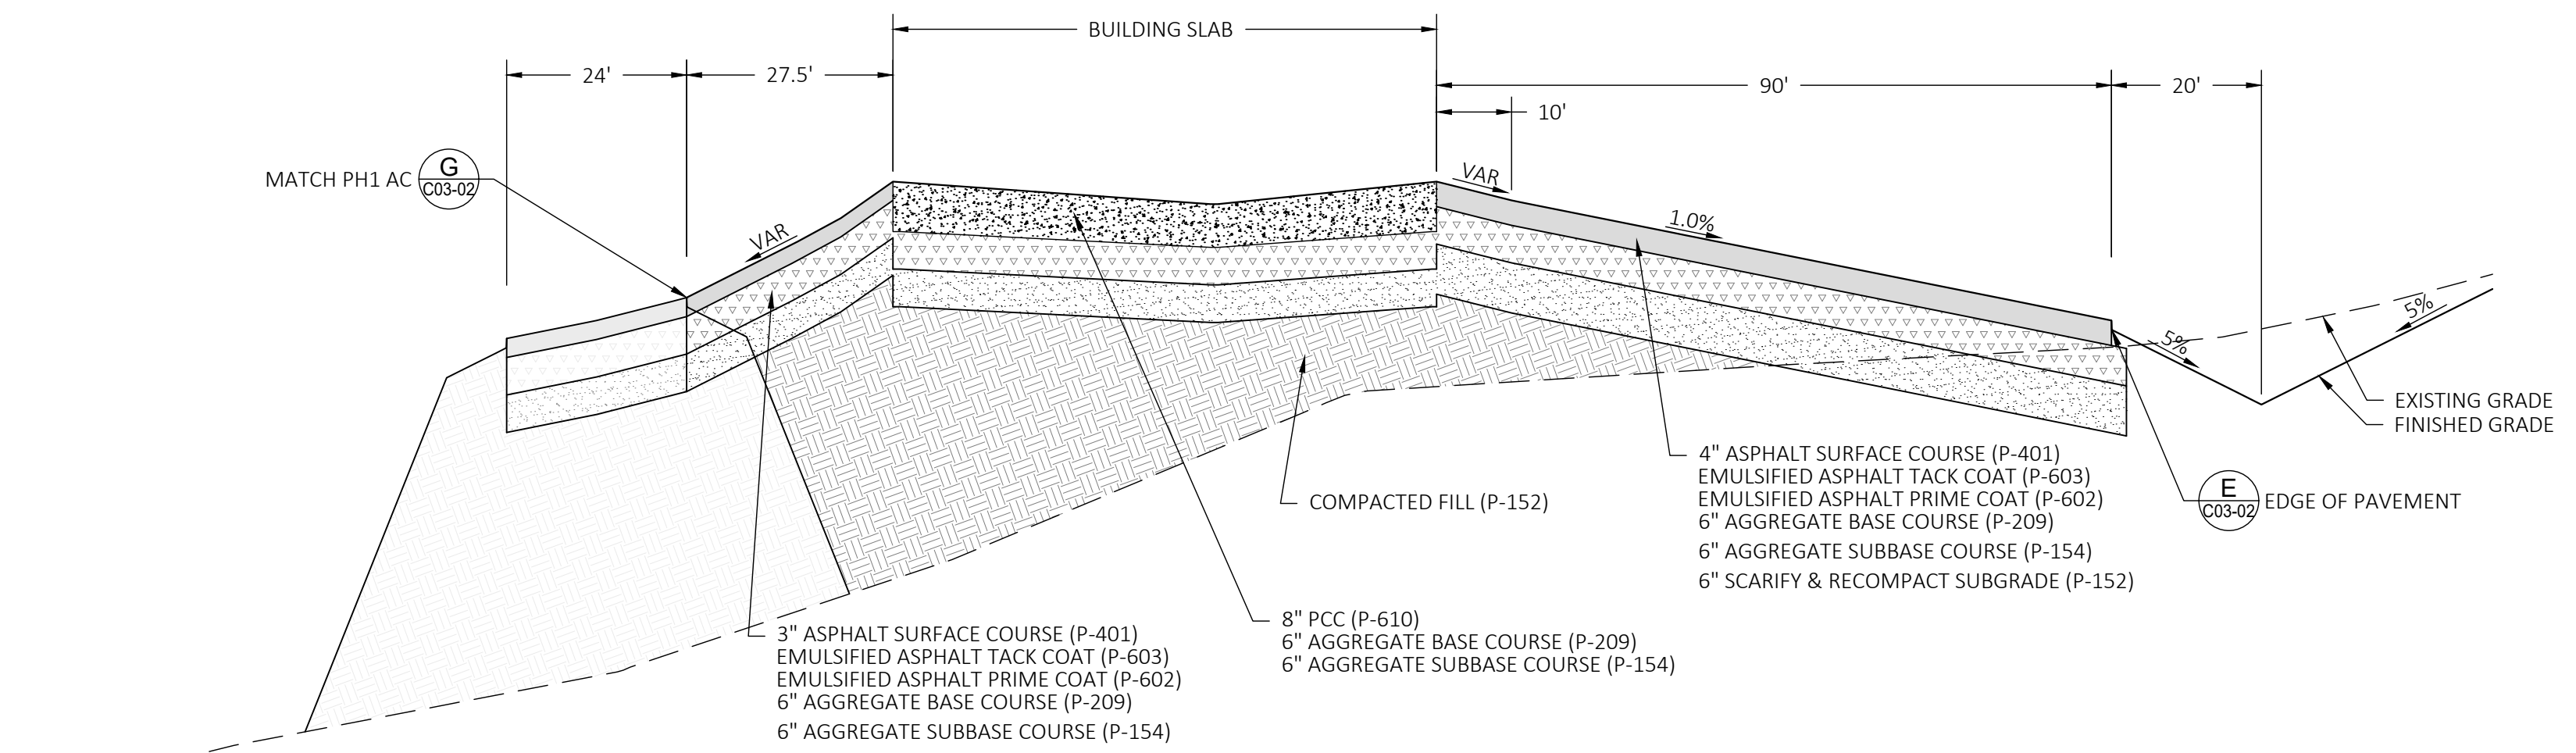 BUILDING SLAB
24'
27.5'
90'
20'
10'
MATCH PH1 AC
G
C03-02
VAR
VAR
1.0%
5%
5%
EXISTING GRADE
FINISHED GRADE
4" ASPHALT SURFACE COURSE (P-401)
EMULSIFIED ASPHALT TACK COAT (P-603)
EMULSIFIED ASPHALT PRIME COAT (P-602)
6" AGGREGATE BASE COURSE (P-209)
6" AGGREGATE SUBBASE COURSE (P-154)
6" SCARIFY & RECOMPACT SUBGRADE (P-152)
E
C03-02
EDGE OF PAVEMENT
COMPACTED FILL (P-152)
8" PCC (P-610)
6" AGGREGATE BASE COURSE (P-209)
6" AGGREGATE SUBBASE COURSE (P-154)
3" ASPHALT SURFACE COURSE (P-401)
EMULSIFIED ASPHALT TACK COAT (P-603)
EMULSIFIED ASPHALT PRIME COAT (P-602)
6" AGGREGATE BASE COURSE (P-209)
6" AGGREGATE SUBBASE COURSE (P-154)